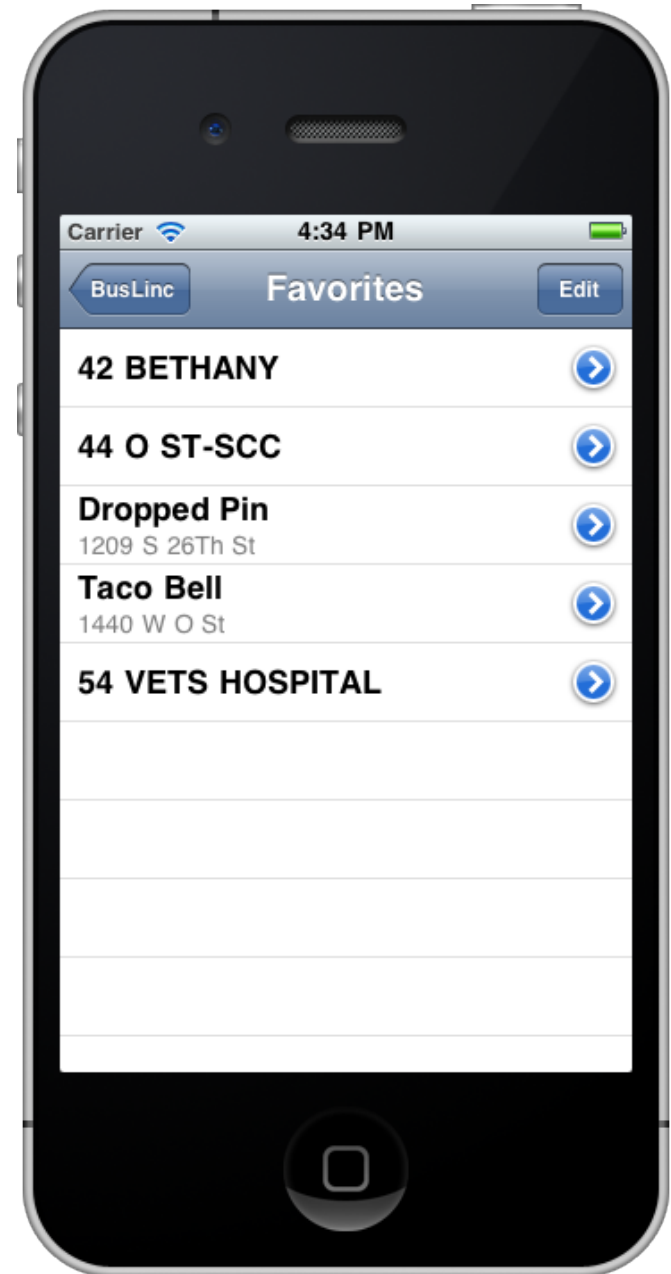 Carrier 4:34 PM
BusLinc Favorites Edit
42 BETHANY
44 O ST-SCC
Dropped Pin
1209 S 26Th St
Taco Bell
1440 W O St
54 VETS HOSPITAL